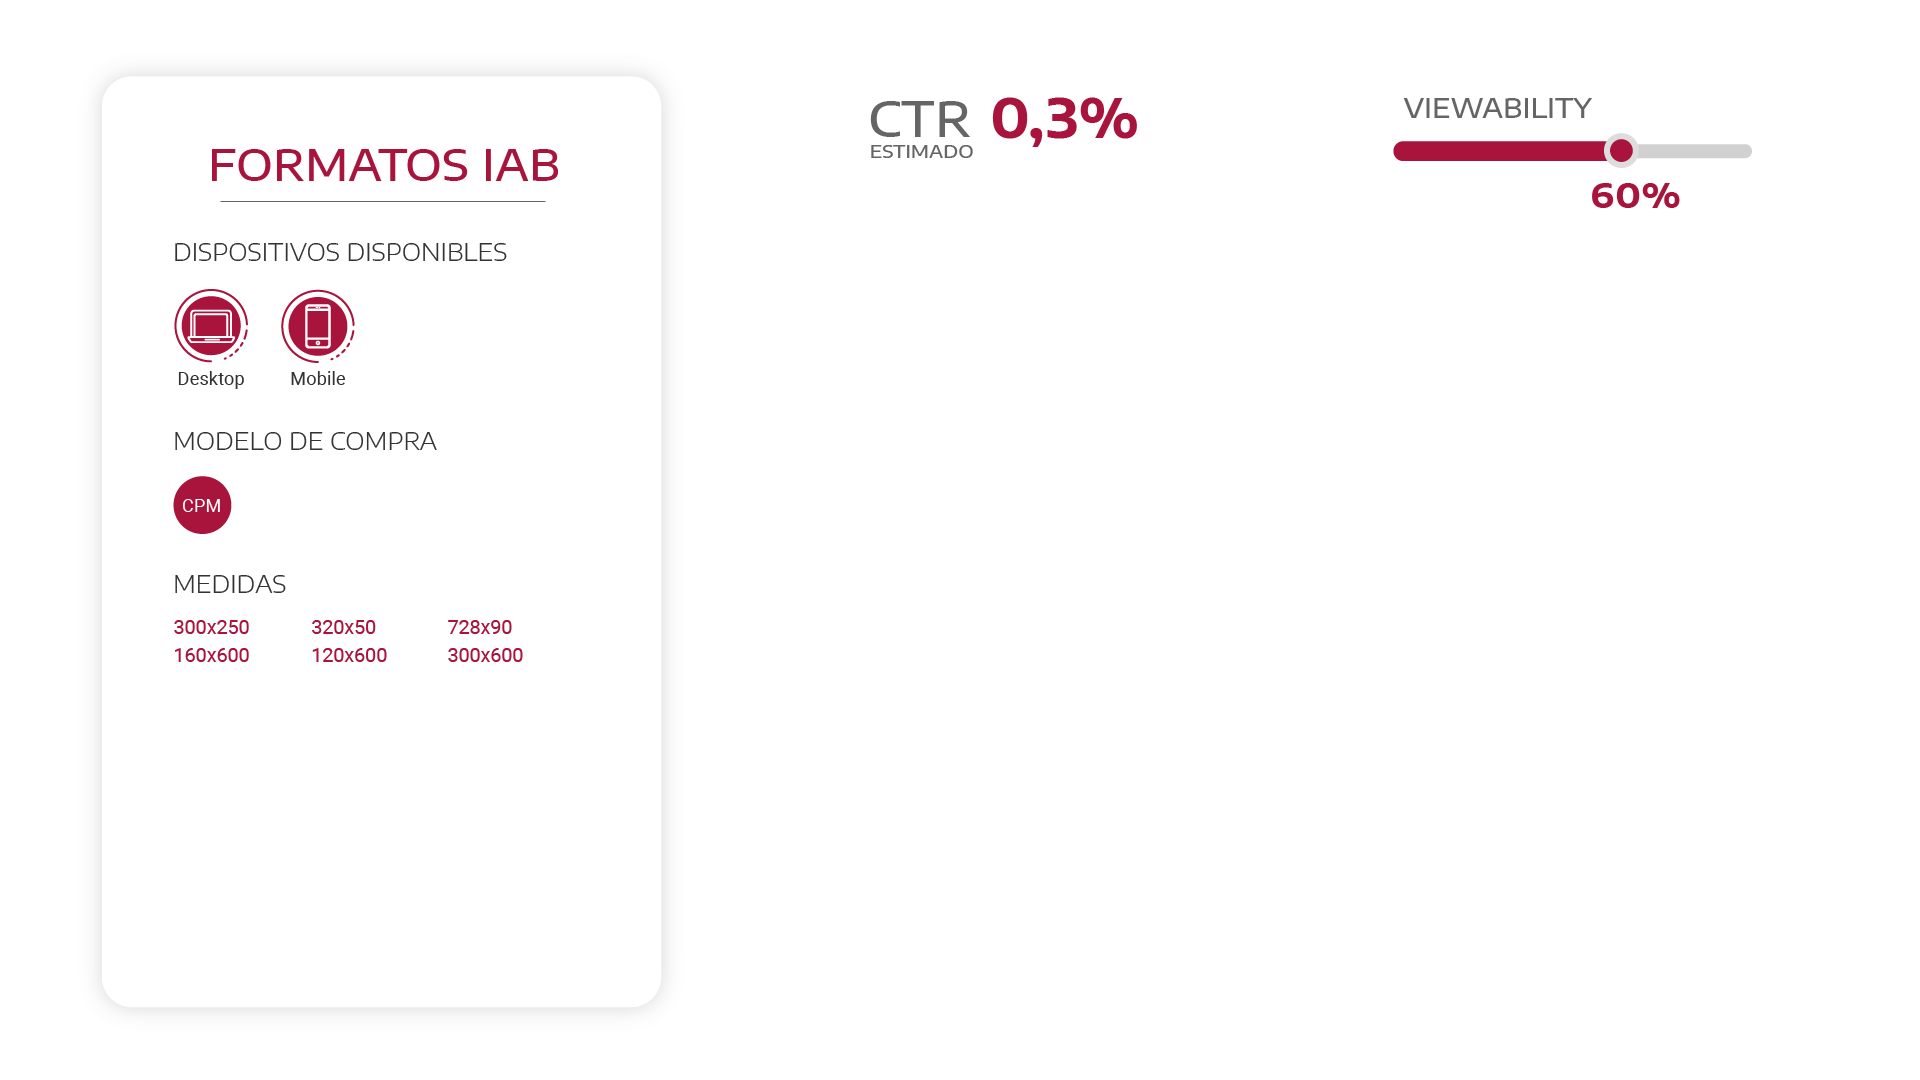 FORMATOS IAB
DISPOSITIVOS DISPONIBLES
Desktop
Mobile
MODELO DE COMPRA
CPM
MEDIDAS
300x250 320x50 728x90
160x600 120x600 300x600
CTR 0,3%
ESTIMADO
VIEWABILITY
60%